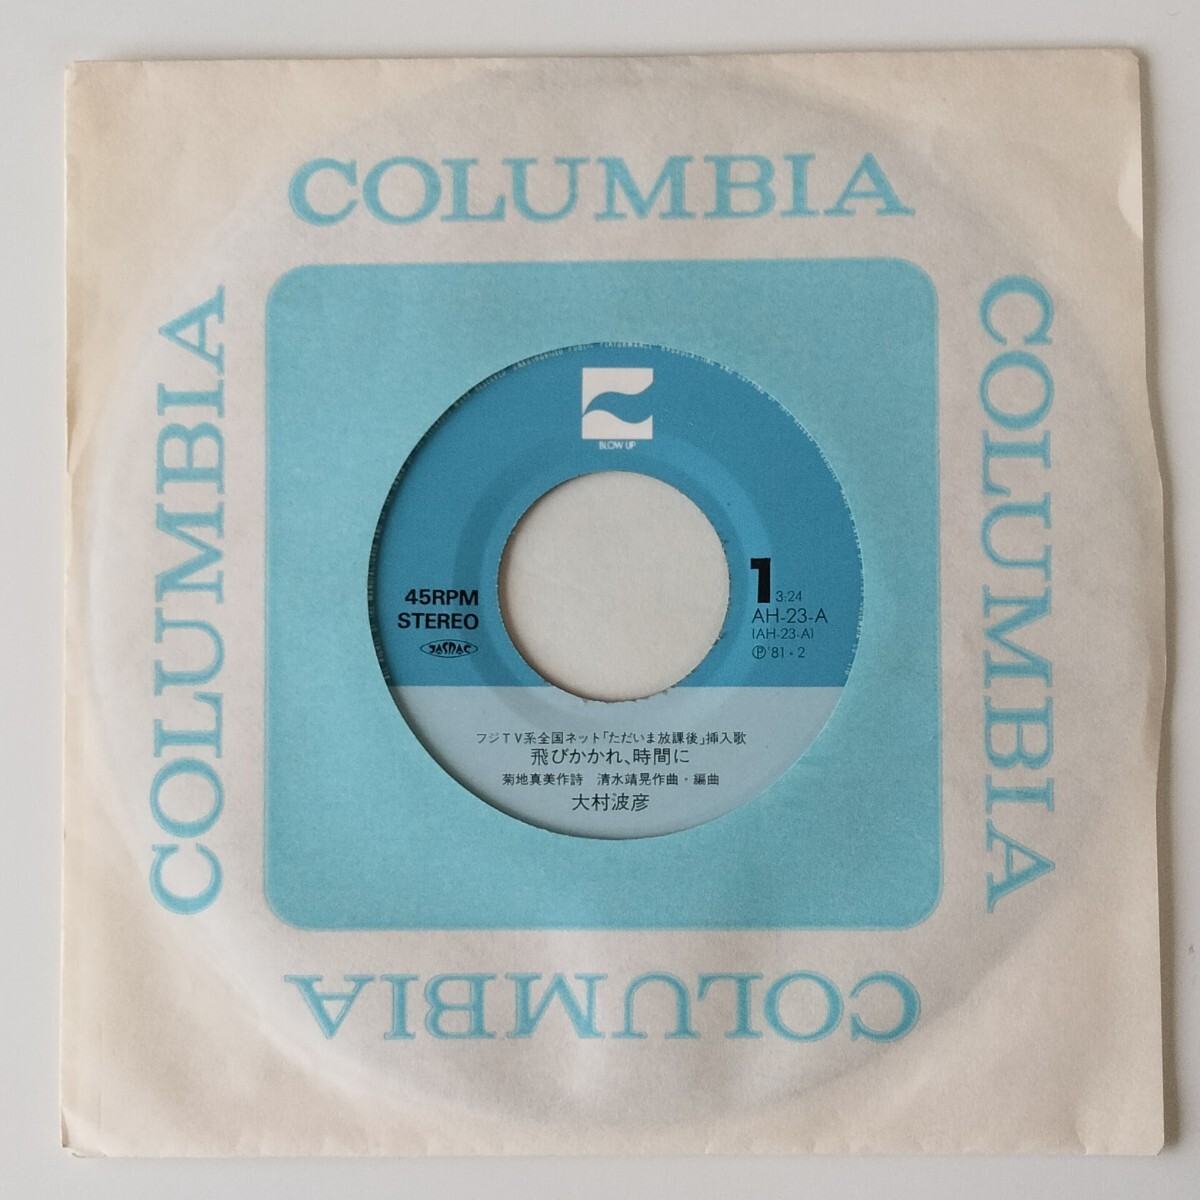 COLUMBIA
COLUMBIA
COLUMBIA
COLUMBIA
BLOW UP
45RPM
STEREO
JASRAC
1
3:24
AH-23-A
(AH-23-A)
Ⓟ'81・2
フジTV系全国ネット「ただいま放課後」挿入歌
飛びかかれ、時間に
菊地真美作詩 清水靖晃作曲・編曲
大村波彦